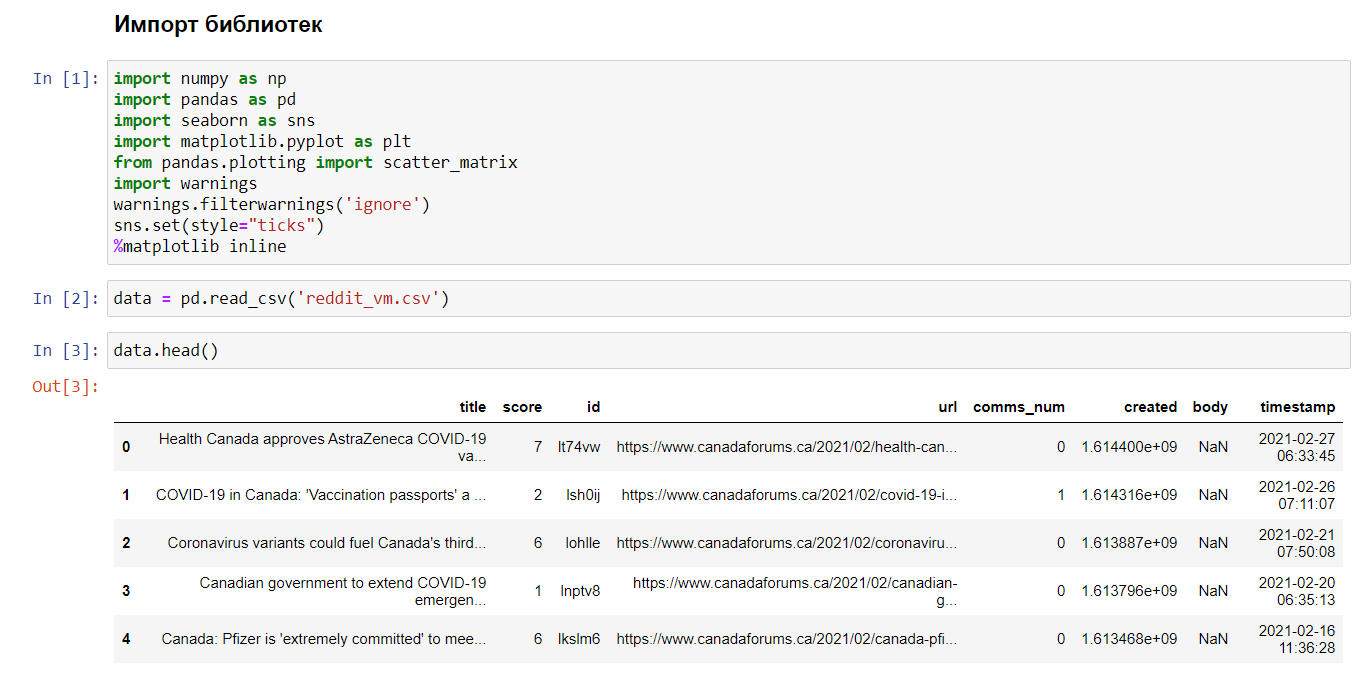 Импорт библиотек
In [1]: import numpy as np
import pandas as pd
import seaborn as sns
import matplotlib.pyplot as plt
from pandas.plotting import scatter_matrix
import warnings
warnings.filterwarnings('ignore')
sns.set(style="ticks")
%matplotlib inline
In [2]: data = pd.read_csv('reddit_vm.csv')
In [3]: data.head()
Out[3]:
title score id url comms_num created body timestamp
0 Health Canada approves AstraZeneca COVID-19 va... 7 lt74vw https://www.canadaforums.ca/2021/02/health-can... 0 1.614400e+09 NaN 2021-02-27 06:33:45
1 COVID-19 in Canada: 'Vaccination passports' a ... 2 lsh0ij https://www.canadaforums.ca/2021/02/covid-19-i... 1 1.614316e+09 NaN 2021-02-26 07:11:07
2 Coronavirus variants could fuel Canada's third... 6 lohlle https://www.canadaforums.ca/2021/02/coronaviru... 0 1.613887e+09 NaN 2021-02-21 07:50:08
3 Canadian government to extend COVID-19 emergen... 1 lnptv8 https://www.canadaforums.ca/2021/02/canadian-g... 0 1.613796e+09 NaN 2021-02-20 06:35:13
4 Canada: Pfizer is 'extremely committed' to mee... 6 lkslm6 https://www.canadaforums.ca/2021/02/canada-pfi... 0 1.613468e+09 NaN 2021-02-16 11:36:28